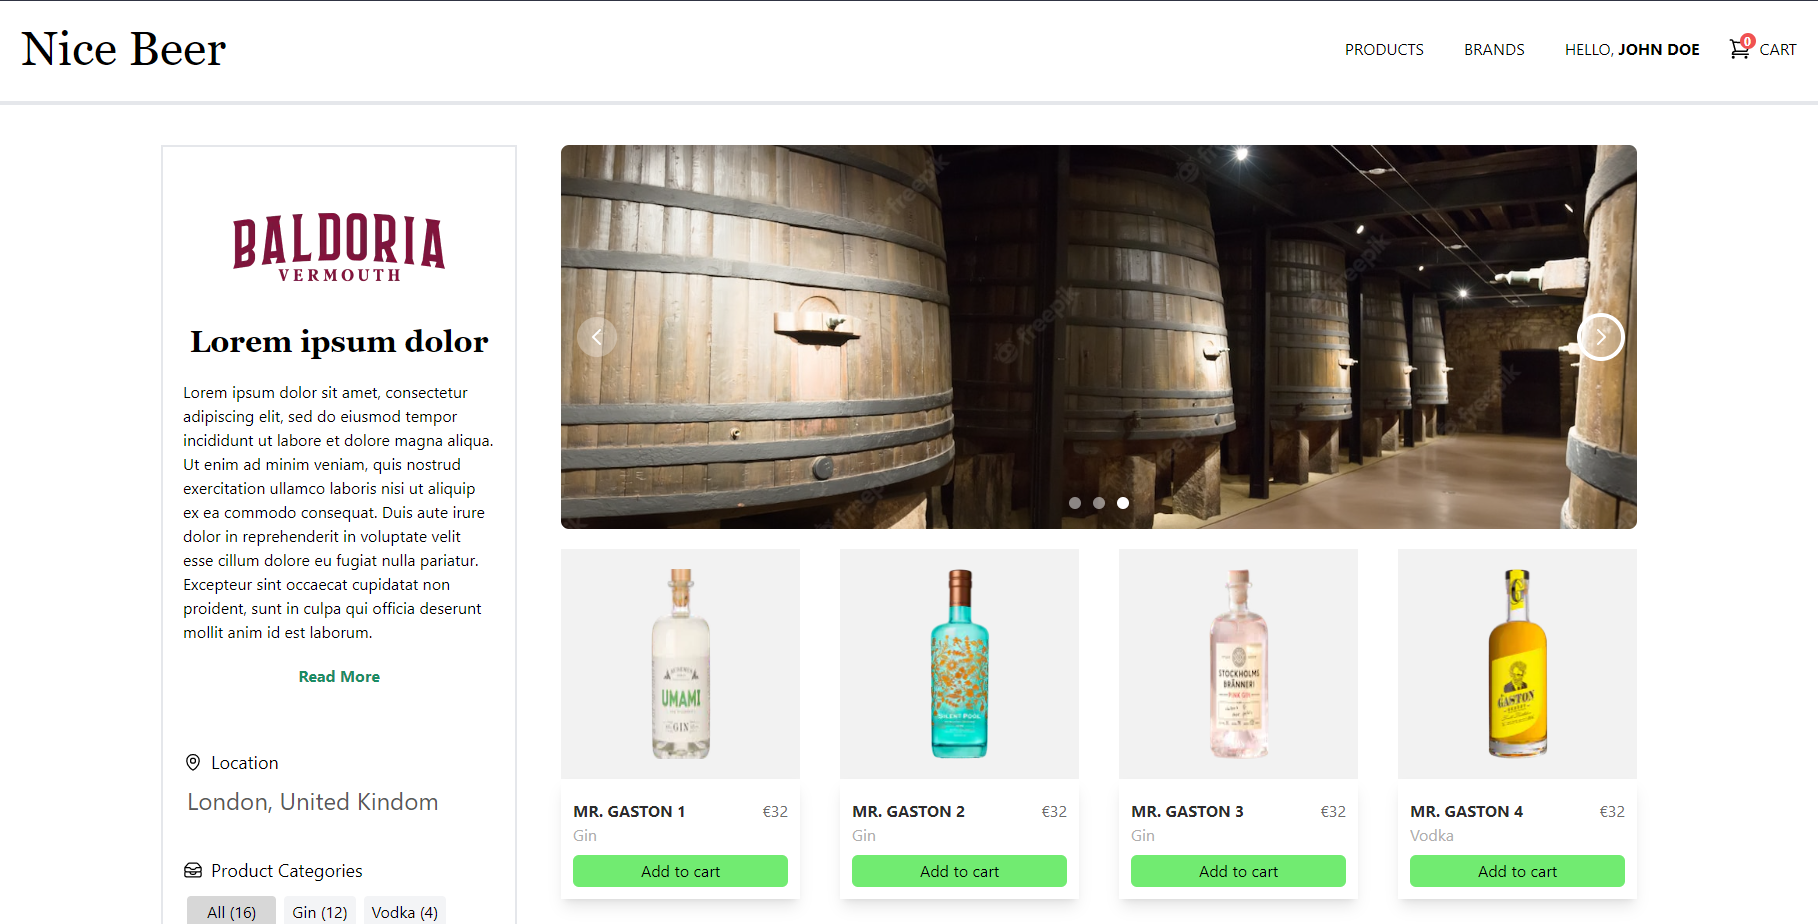 Nice Beer
PRODUCTS
BRANDS
HELLO, JOHN DOE
0
CART
BALDORIA
VERMOUTH
Lorem ipsum dolor
Lorem ipsum dolor sit amet, consectetur
adipiscing elit, sed do eiusmod tempor
incididunt ut labore et dolore magna aliqua.
Ut enim ad minim veniam, quis nostrud
exercitation ullamco laboris nisi ut aliquip
ex ea commodo consequat. Duis aute irure
dolor in reprehenderit in voluptate velit
esse cillum dolore eu fugiat nulla pariatur.
Excepteur sint occaecat cupidatat non
proident, sunt in culpa qui officia deserunt
mollit anim id est laborum.
Read More
Location
London, United Kindom
Product Categories
All (16)
Gin (12)
Vodka (4)
freepik
freepik
freepik
freepik
freepik
UMAMI
GIN
SILENT POOL
STOCKHOLMS
BRÄNNERI
PINK GIN
GASTON
MR. GASTON 1
€32
Gin
Add to cart
MR. GASTON 2
€32
Gin
Add to cart
MR. GASTON 3
€32
Gin
Add to cart
MR. GASTON 4
€32
Vodka
Add to cart